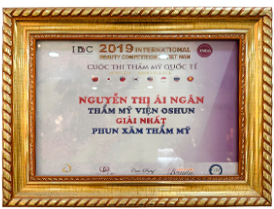 IBC 2019 INTERNATIONAL
BEAUTY COMPETITION VIET NAM
CUỘC THI THẨM MỸ QUỐC TẾ
NGUYỄN THỊ ÁI NGÂN
THẨM MỸ VIỆN OSHUN
GIẢI NHẤT
PHUN XĂM THẨM MỸ